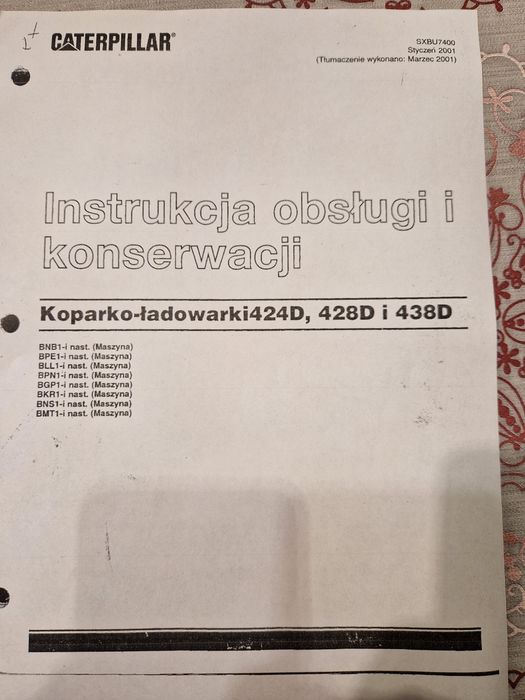 CATERPILLAR®
SXBU7400
Styczeń 2001
(Tłumaczenie wykonano: Marzec 2001)
Instrukcja obsługi i
konserwacji
Koparko-ładowarki424D, 428D i 438D
BNB1-i nast. (Maszyna)
BPE1-i nast. (Maszyna)
BLL1-i nast. (Maszyna)
BPN1-i nast. (Maszyna)
BGP1-i nast. (Maszyna)
BKR1-i nast. (Maszyna)
BNS1-i nast. (Maszyna)
BMT1-i nast. (Maszyna)